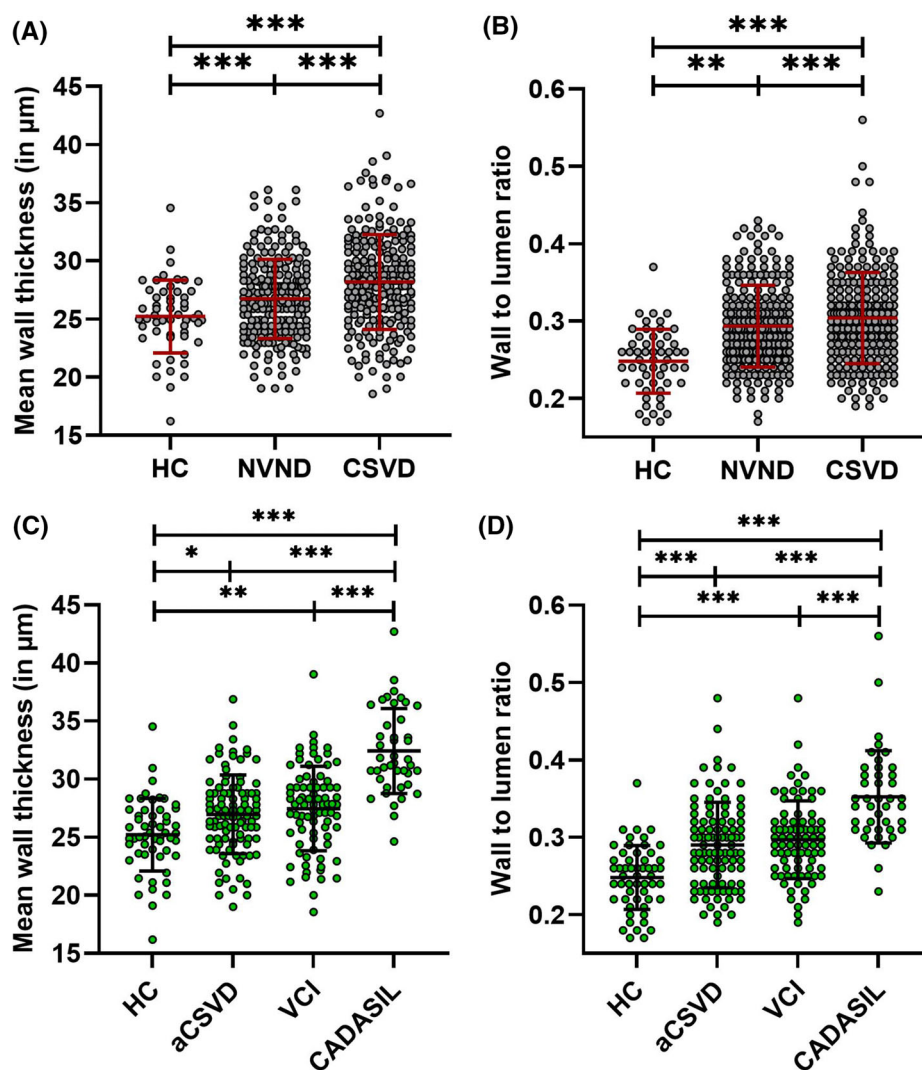 (A)
***
*** ***
Mean wall thickness (in μm)
45
40
35
30
25
20
15
HC NVND CSVD
(B)
***
** ***
Wall to lumen ratio
0.6
0.5
0.4
0.3
0.2
HC NVND CSVD
(C)
***
* ***
** ***
Mean wall thickness (in μm)
45
40
35
30
25
20
15
HC aCSVD VCI CADASIL
(D)
***
*** ***
*** ***
Wall to lumen ratio
0.6
0.5
0.4
0.3
0.2
HC aCSVD VCI CADASIL